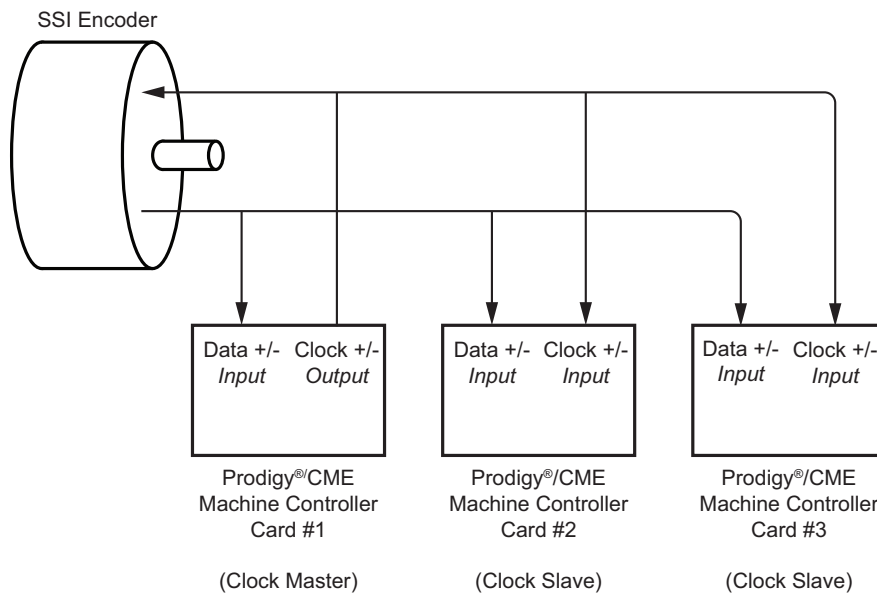 SSI Encoder
Data +/-
Input
Clock +/-
Output
Data +/-
Input
Clock +/-
Input
Data +/-
Input
Clock +/-
Input
Prodigy®/CME
Machine Controller
Card #1
(Clock Master)
Prodigy®/CME
Machine Controller
Card #2
(Clock Slave)
Prodigy®/CME
Machine Controller
Card #3
(Clock Slave)